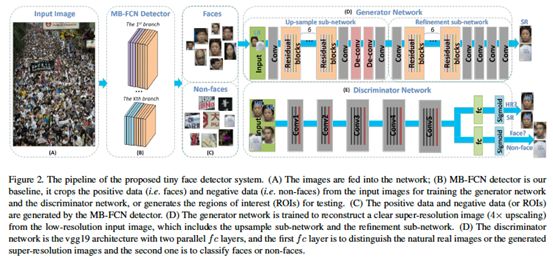 Input Image
MB-FCN Detector
The 1st branch
...
The Kth branch
Faces
Non-faces
(A)
(B)
(C)
(D) Generator Network
Up-sample sub-network
Refinement sub-network
SR
Input
Conv
Residual blocks
6
Residual blocks
Conv
De-conv
De-conv
Conv
Residual blocks
6
Residual blocks
Conv
Conv
Conv
(E) Discriminator Network
Input
Conv1
Conv2
Conv3
Conv4
Conv5
fc
Sigmoid
HR?
SR
fc
Sigmoid
Face?
Non-face
Figure 2. The pipeline of the proposed tiny face detector system. (A) The images are fed into the network; (B) MB-FCN detector is our
baseline, it crops the positive data (i.e. faces) and negative data (i.e. non-faces) from the input images for training the generator network
and the discriminator network, or generates the regions of interest (ROIs) for testing. (C) The positive data and negative data (or ROIs)
are generated by the MB-FCN detector. (D) The generator network is trained to reconstruct a clear super-resolution image (4× upscaling)
from the low-resolution input image, which includes the upsample sub-network and the refinement sub-network. (D) The discriminator
network is the vgg19 architecture with two parallel fc layers, and the first fc layer is to distinguish the natural real images or the generated
super-resolution images and the second one is to classify faces or non-faces.